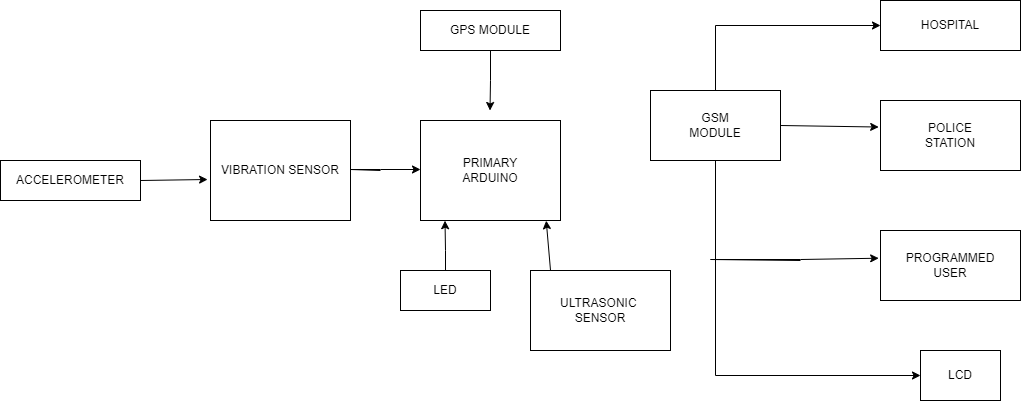 GPS MODULE
HOSPITAL
GSM
MODULE
POLICE
STATION
ACCELEROMETER
VIBRATION SENSOR
PRIMARY
ARDUINO
PROGRAMMED
USER
LED
ULTRASONIC
SENSOR
LCD